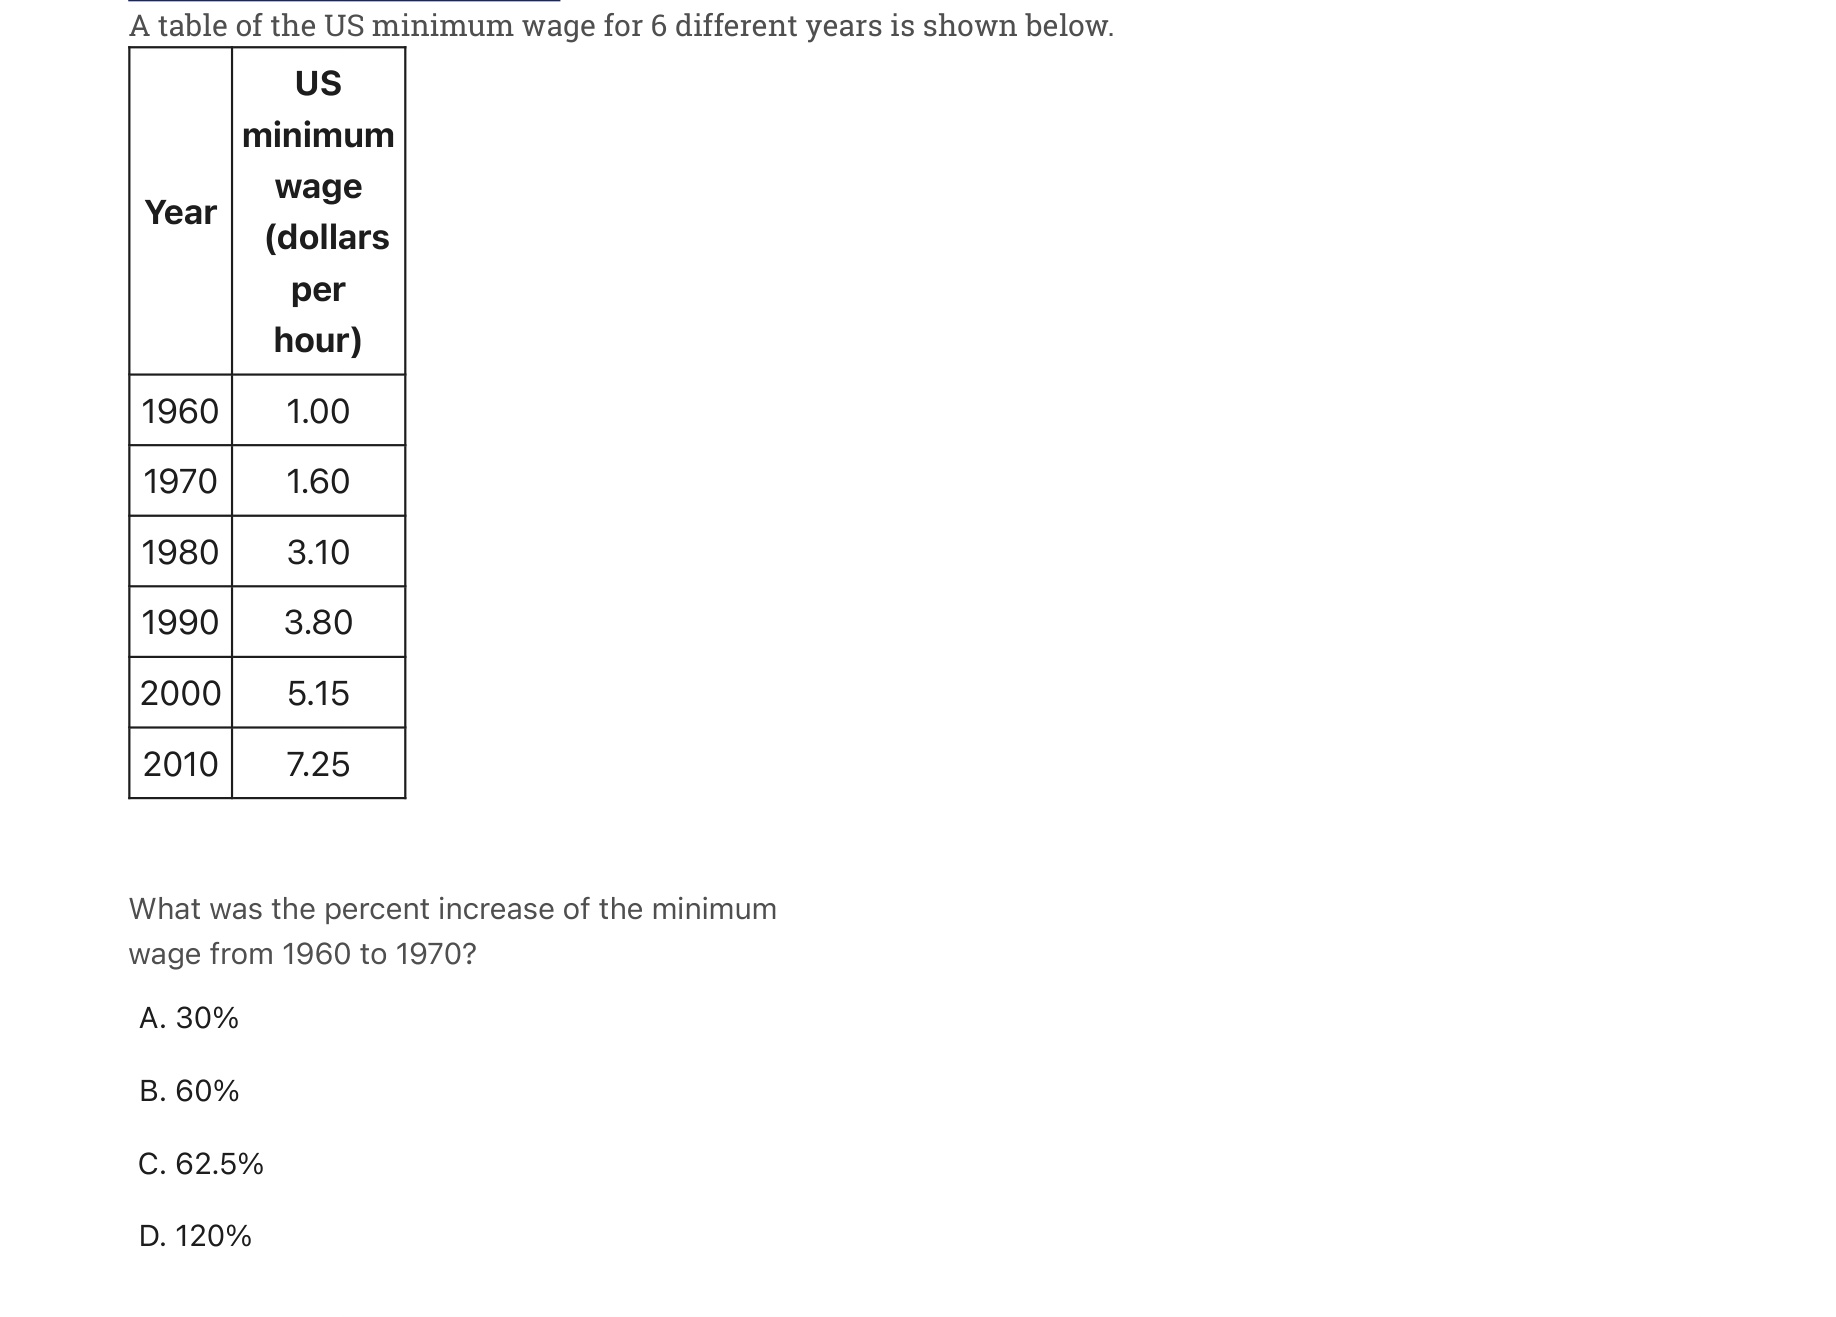 A table of the US minimum wage for 6 different years is shown below.
Year
US
minimum
wage
(dollars
per
hour)
1960 1.00
1970 1.60
1980 3.10
1990 3.80
2000 5.15
2010 7.25
What was the percent increase of the minimum
wage from 1960 to 1970?
A. 30%
B. 60%
C. 62.5%
D. 120%